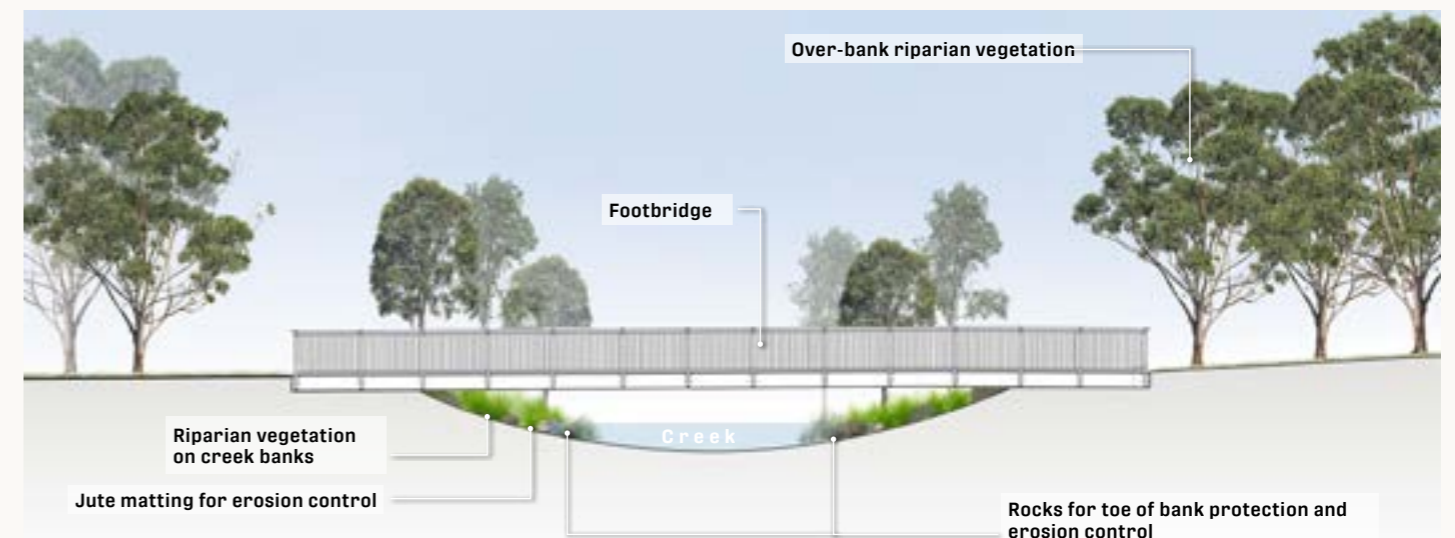 Over-bank riparian vegetation
Footbridge
Creek
Riparian vegetation
on creek banks
Jute matting for erosion control
Rocks for toe of bank protection and
erosion control